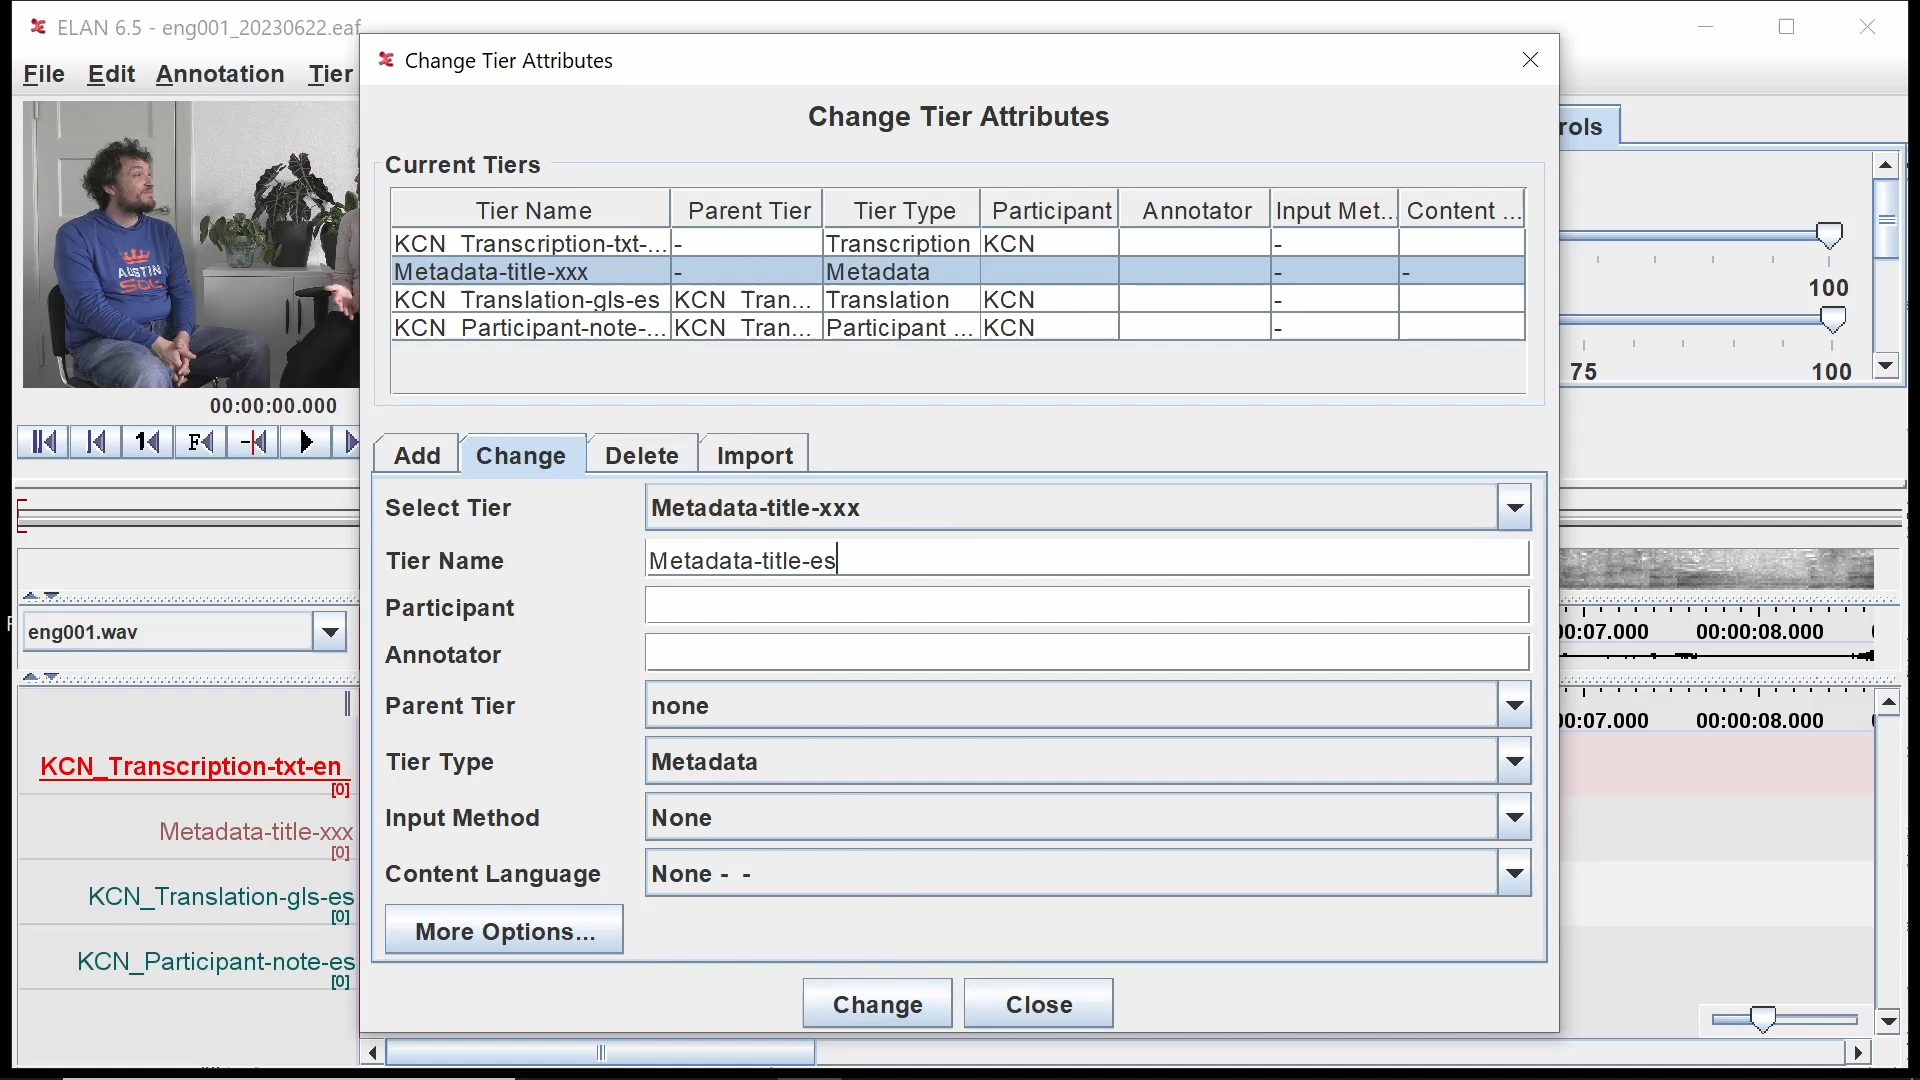 ELAN 6.5 - eng001_20230622.eaf
File Edit Annotation Tier
Change Tier Attributes
Change Tier Attributes
Current Tiers
Tier Name Parent Tier Tier Type Participant Annotator Input Met... Content ...
KCN_Transcription-txt-... - Transcription KCN -
Metadata-title-xxx - Metadata - -
KCN_Translation-gls-es KCN_Tran... Translation KCN -
KCN_Participant-note-... KCN_Tran... Participant ... KCN -
AUSTIN
rols
100
75 100
00:00:00.000
Add Change Delete Import
Select Tier Metadata-title-xxx
Tier Name Metadata-title-es
Participant
Annotator
Parent Tier none
Tier Type Metadata
Input Method None
Content Language None - -
More Options...
Change Close
eng001.wav
0:07.000 00:00:08.000
0:07.000 00:00:08.000
KCN_Transcription-txt-en
[0]
Metadata-title-xxx
[0]
KCN_Translation-gls-es
[0]
KCN_Participant-note-es
[0]